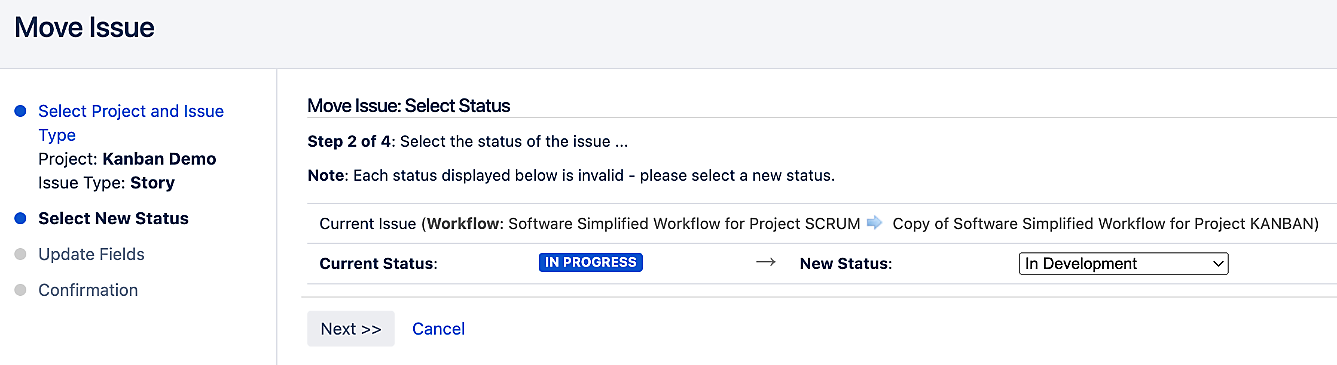 Move Issue
Select Project and Issue
Type
Project: Kanban Demo
Issue Type: Story
Select New Status
Update Fields
Confirmation
Move Issue: Select Status
Step 2 of 4: Select the status of the issue ...
Note: Each status displayed below is invalid - please select a new status.
Current Issue (Workflow: Software Simplified Workflow for Project SCRUM Copy of Software Simplified Workflow for Project KANBAN)
Current Status: IN PROGRESS → New Status: In Development
Next >> Cancel